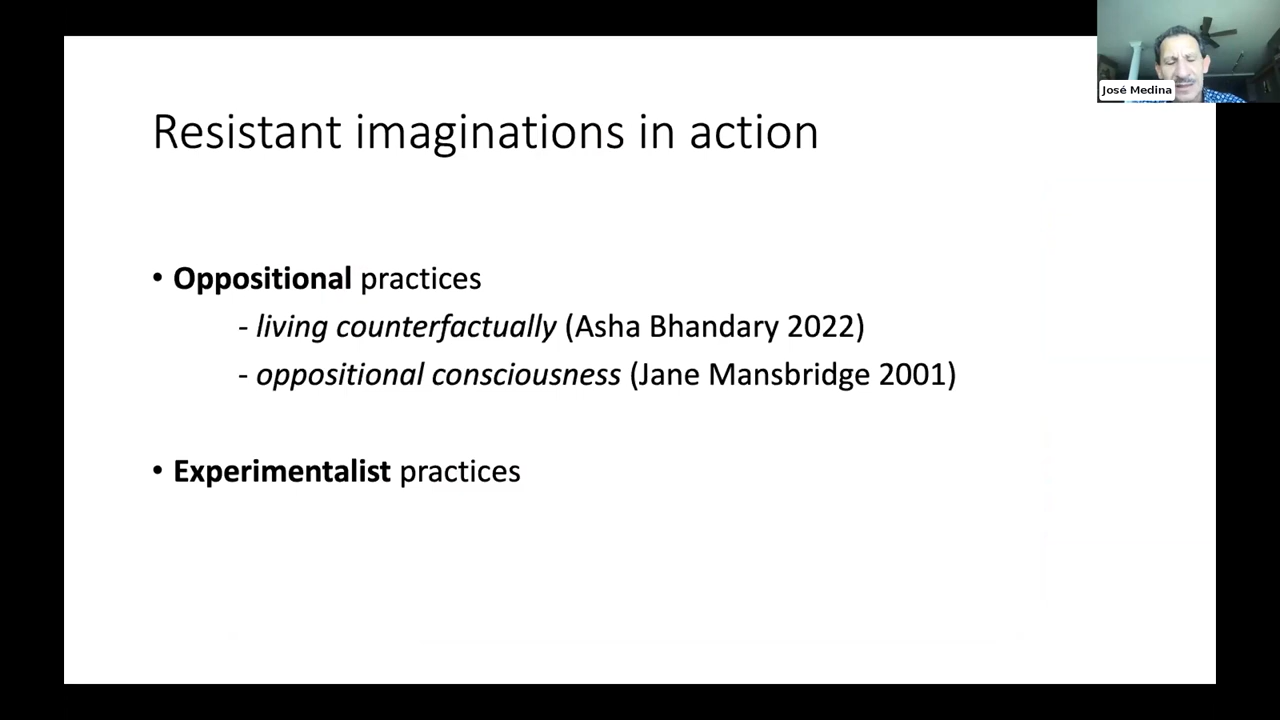 José Medina
Resistant imaginations in action
• Oppositional practices
- living counterfactually (Asha Bhandary 2022)
- oppositional consciousness (Jane Mansbridge 2001)
• Experimentalist practices